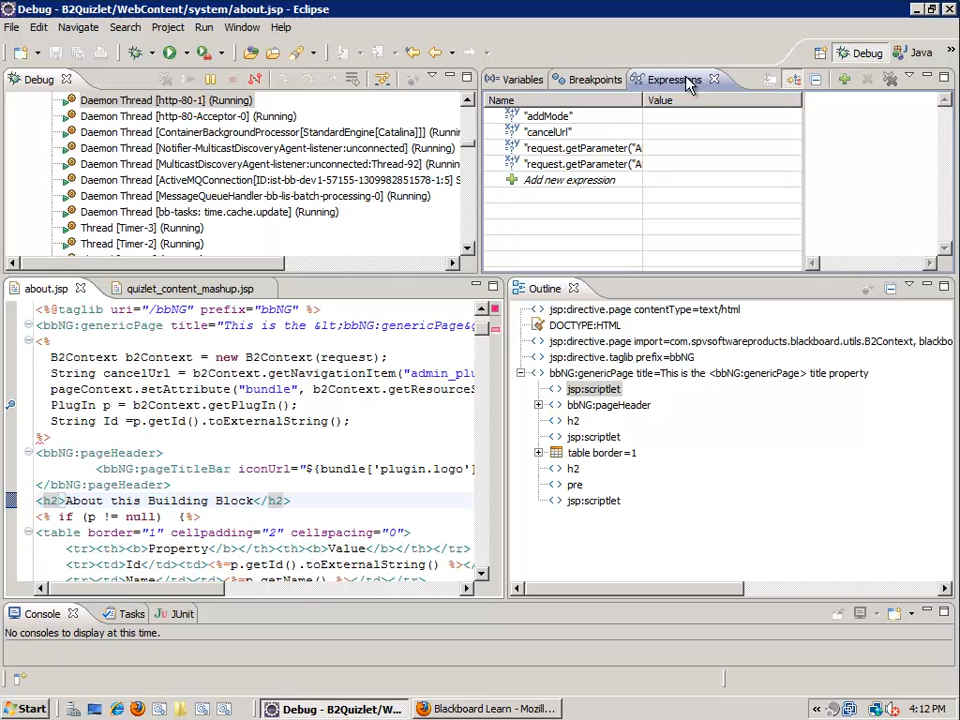 Debug - B2Quizlet/WebContent/system/about.jsp - Eclipse
File Edit Navigate Search Project Run Window Help
Debug Java »
Debug
Daemon Thread [http-80-1] (Running)
Daemon Thread [http-80-Acceptor-0] (Running)
Daemon Thread [ContainerBackgroundProcessor[StandardEngine[Catalina]]] (Running)
Daemon Thread [Notifier-MulticastDiscoveryAgent-listener:unconnected] (Running)
Daemon Thread [MulticastDiscoveryAgent-listener:unconnected:Thread-92] (Running)
Daemon Thread [ActiveMQConnection[ID:ist-bb-dev1-57155-1309982851578-1:5] S
Daemon Thread [MessageQueueHandler-bb-lis-batch-processing-0] (Running)
Daemon Thread [bb-tasks: time.cache.update] (Running)
Thread [Timer-3] (Running)
Thread [Timer-2] (Running)
(x)= Variables Breakpoints Expressions
Name Value
"addMode"
"cancelUrl"
"request.getParameter("A
"request.getParameter("A
Add new expression
about.jsp quizlet_content_mashup.jsp
<%@taglib uri="/bbNG" prefix="bbNG" %>
<bbNG:genericPage title="This is the &lt;bbNG:genericPage&g
<%
B2Context b2Context = new B2Context(request);
String cancelUrl = b2Context.getNavigationItem("admin_plu
pageContext.setAttribute("bundle", b2Context.getResourceS
PlugIn p = b2Context.getPlugIn();
String Id =p.getId().toExternalString();
%>
<bbNG:pageHeader>
<bbNG:pageTitleBar iconUrl="${bundle['plugin.logo']
</bbNG:pageHeader>
<h2>About this Building Block</h2>
<% if (p != null) {%>
<table border="1" cellpadding="2" cellspacing="0">
<tr><th><b>Property</b></th><th><b>Value</b></th></tr>
<tr><td>Id</td><td><%=p.getId().toExternalString() %></t
<tr><td>Name</td><td><%=p.getName() %></td></tr>
Outline
jsp:directive.page contentType=text/html
DOCTYPE:HTML
jsp:directive.page import=com.spvsoftwareproducts.blackboard.utils.B2Context, blackbo
jsp:directive.taglib prefix=bbNG
bbNG:genericPage title=This is the <bbNG:genericPage> title property
jsp:scriptlet
bbNG:pageHeader
h2
jsp:scriptlet
table border=1
h2
pre
jsp:scriptlet
Console Tasks JUnit
No consoles to display at this time.
Start Debug - B2Quizlet/W... Blackboard Learn - Mozill... « 4:12 PM